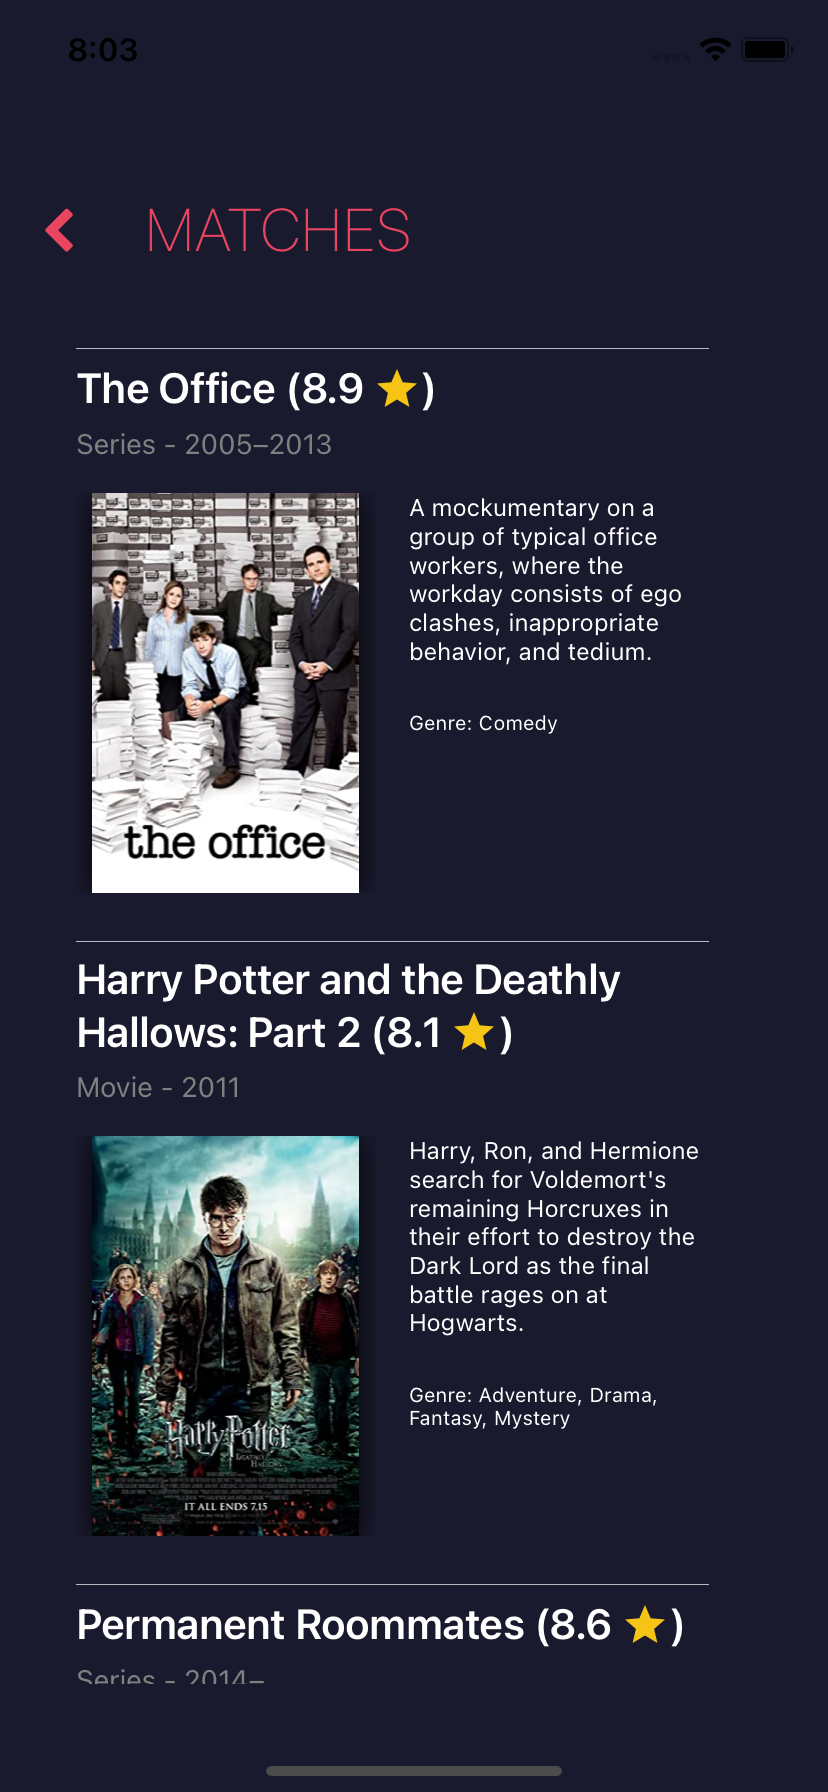 8:03
MATCHES
The Office (8.9 ⭐)
Series - 2005–2013
A mockumentary on a
group of typical office
workers, where the
workday consists of ego
clashes, inappropriate
behavior, and tedium.
Genre: Comedy
the office
Harry Potter and the Deathly
Hallows: Part 2 (8.1 ⭐)
Movie - 2011
Harry, Ron, and Hermione
search for Voldemort's
remaining Horcruxes in
their effort to destroy the
Dark Lord as the final
battle rages on at
Hogwarts.
Genre: Adventure, Drama,
Fantasy, Mystery
Harry Potter
IT ALL ENDS 7.15
Permanent Roommates (8.6 ⭐)
Series - 2014–